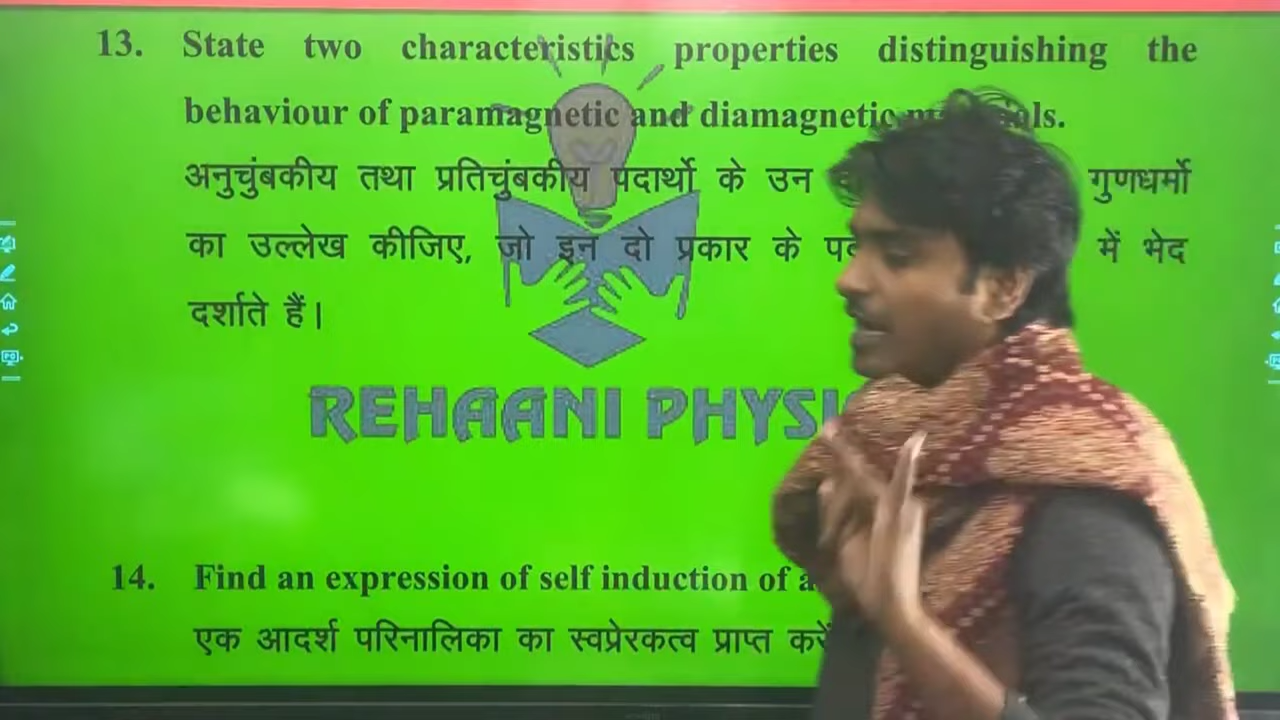 13. State two characteristics properties distinguishing the
behaviour of paramagnetic and diamagnetic
अनुचुंबकीय तथा प्रतिचुंबकीय पदार्थो के उन गुणधर्मो
का उल्लेख कीजिए, जो इन दो प्रकार के में भेद
दर्शाते हैं।
REHAANI
14. Find an expression of self induction of
एक आदर्श परिनालिका का स्वप्रेरकत्व प्राप्त